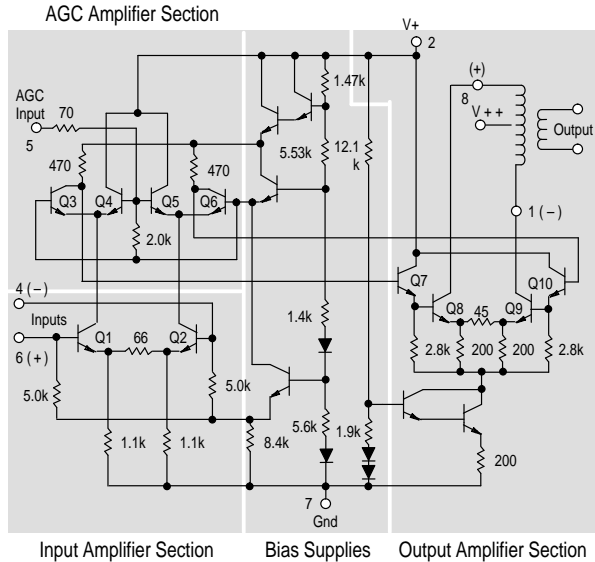 AGC Amplifier Section
V+
2
AGC
Input
5
70
1.47k
(+)
8
V++
Output
470
470
5.53k
12.1
k
Q3
Q4
Q5
Q6
2.0k
1 (–)
4 (–)
Q7
Q10
Q8
45
Q9
Inputs
6 (+)
Q1
66
Q2
1.4k
2.8k
200
200
2.8k
5.0k
5.0k
1.1k
1.1k
8.4k
5.6k
1.9k
200
7
Gnd
Input Amplifier Section
Bias Supplies
Output Amplifier Section